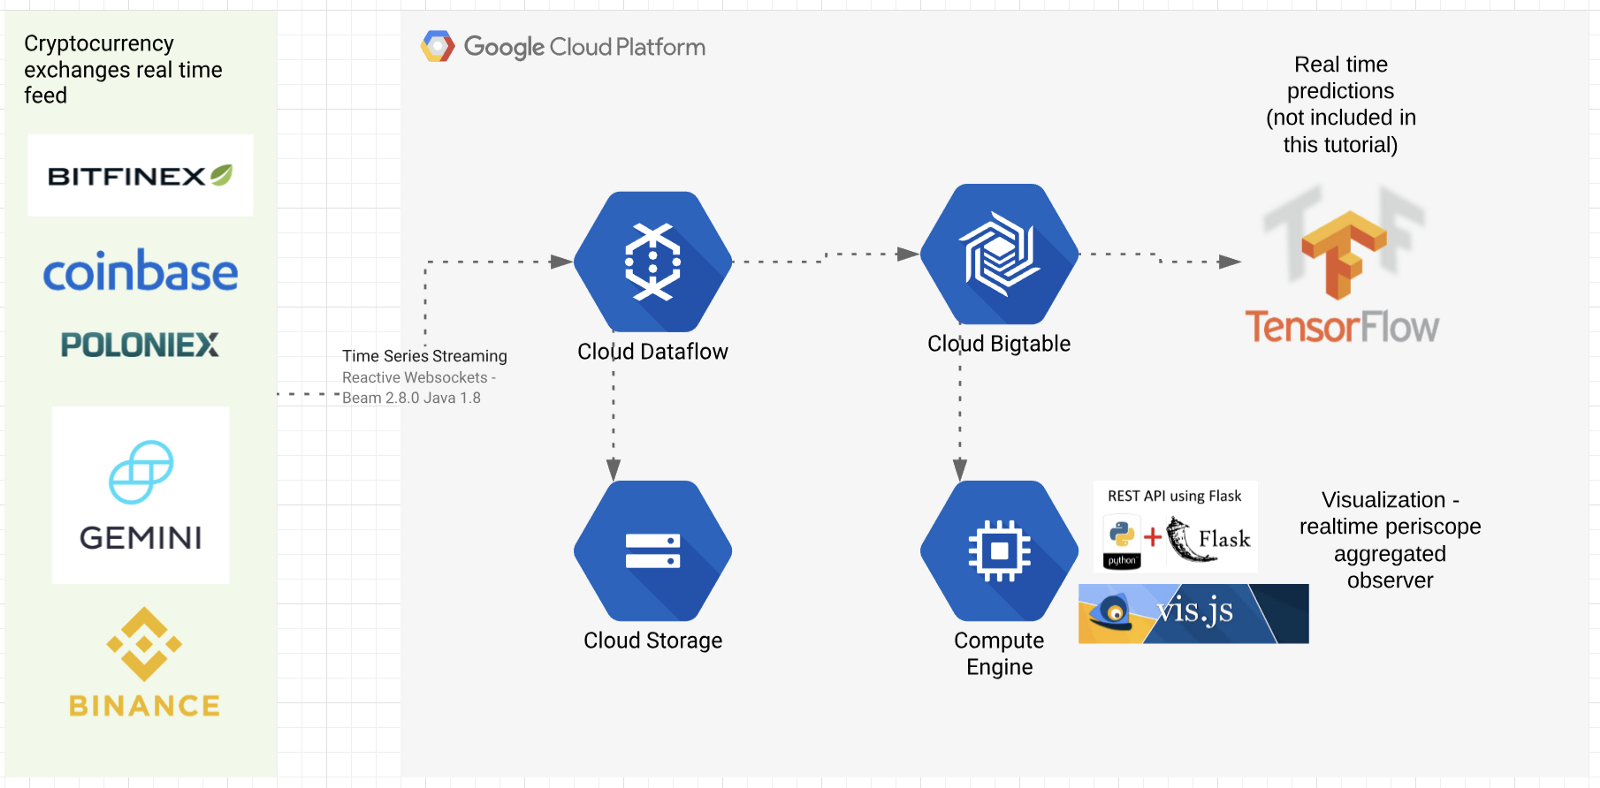 Cryptocurrency
exchanges real time
feed
BITFINEX
coinbase
POLONIEX
GEMINI
BINANCE
Google Cloud Platform
Time Series Streaming
Reactive Websockets -
Beam 2.8.0 Java 1.8
Cloud Dataflow
Cloud Bigtable
Real time
predictions
(not included in
this tutorial)
TensorFlow
Cloud Storage
Compute
Engine
REST API using Flask
python
+
Flask
vis.js
Visualization -
realtime periscope
aggregated
observer